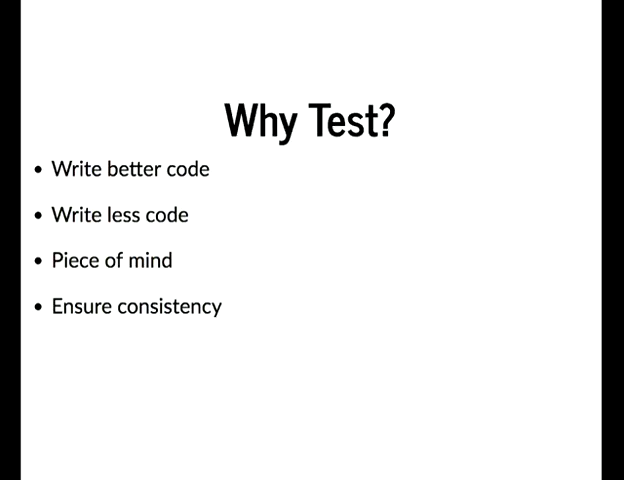 Why Test?
• Write better code
• Write less code
• Piece of mind
• Ensure consistency